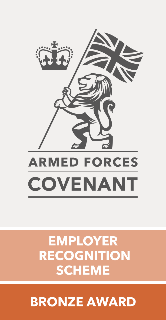 ARMED FORCES
COVENANT
EMPLOYER
RECOGNITION
SCHEME
BRONZE AWARD